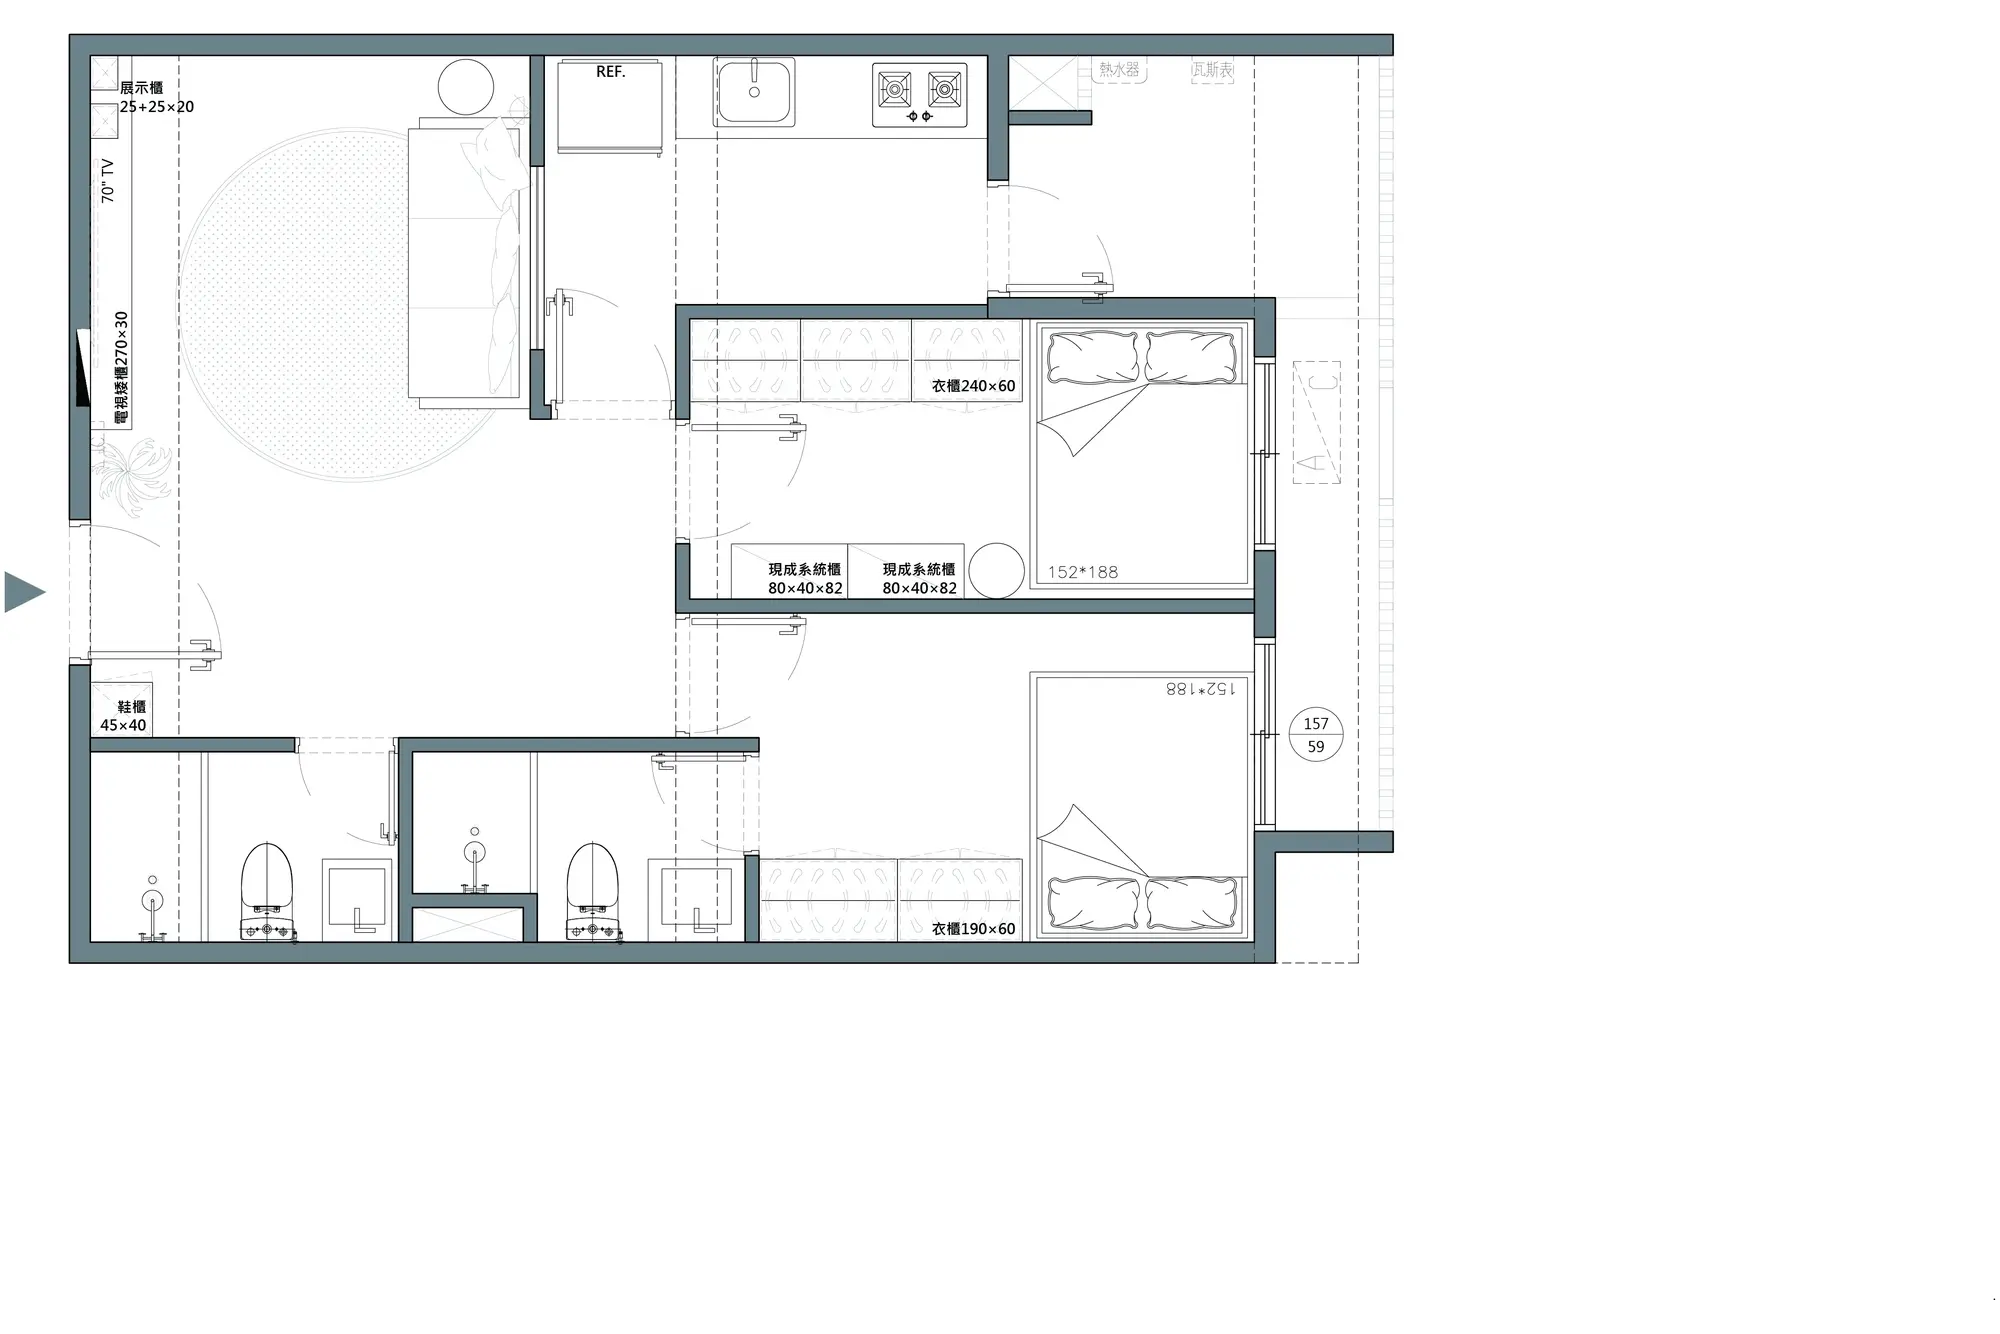 展示櫃
25+25×20
REF.
熱水器
瓦斯表
70" TV
電視矮櫃270×30
衣櫃240×60
A C
現成系統櫃
80×40×82
現成系統櫃
80×40×82
152*188
152*188
鞋櫃
45×40
157
59
衣櫃190×60